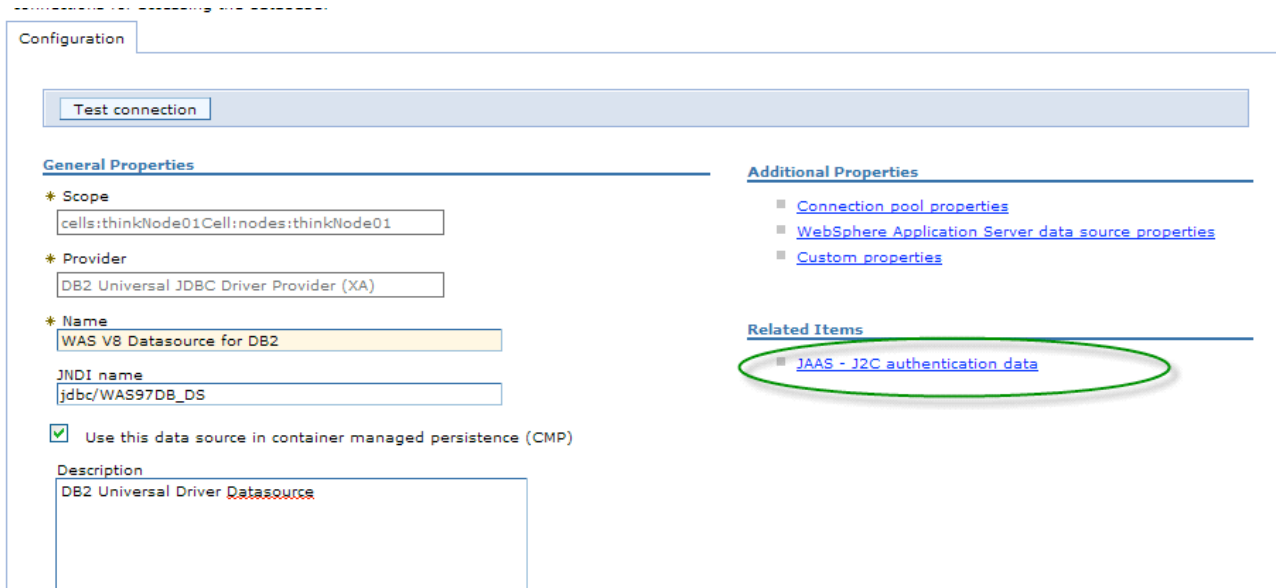 Configuration
Test connection
General Properties
* Scope
cells:thinkNode01Cell:nodes:thinkNode01
* Provider
DB2 Universal JDBC Driver Provider (XA)
* Name
WAS V8 Datasource for DB2
JNDI name
jdbc/WAS97DB_DS
Use this data source in container managed persistence (CMP)
Description
DB2 Universal Driver Datasource
Additional Properties
Connection pool properties
WebSphere Application Server data source properties
Custom properties
Related Items
JAAS - J2C authentication data